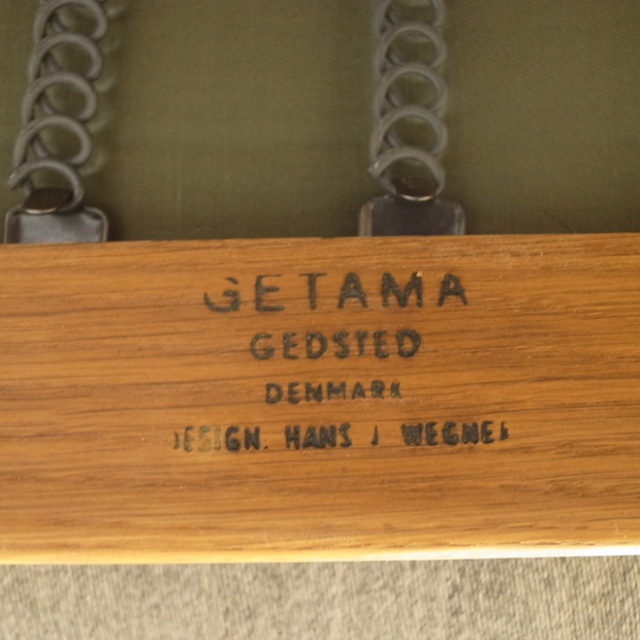 GETAMA
GEDSTED
DENMARK
DESIGN. HANS J WEGNER